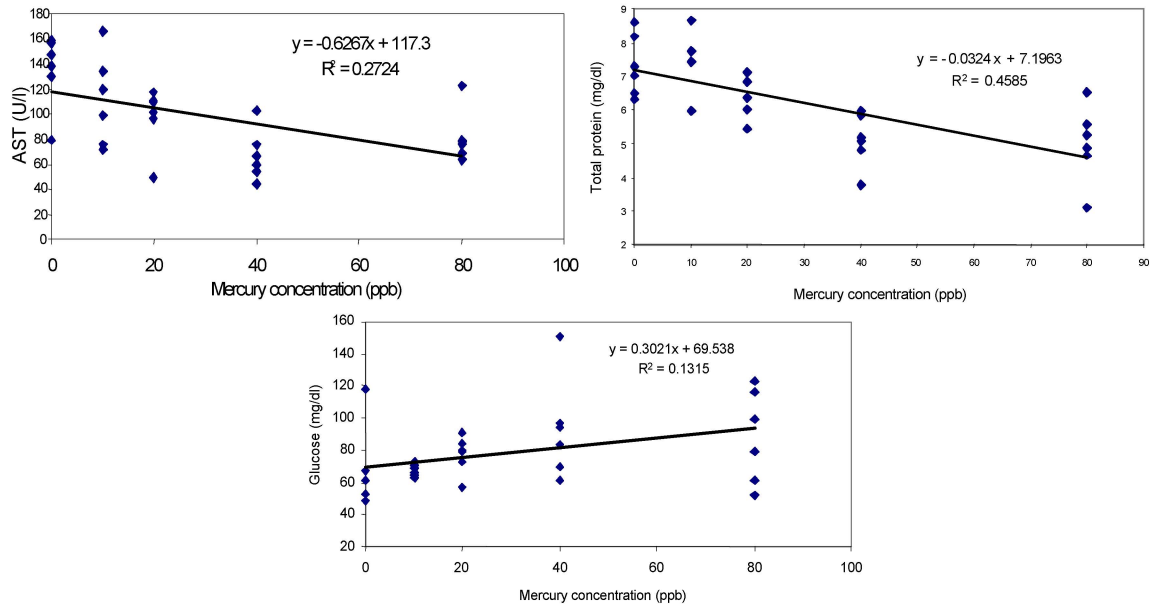 180
160
140
120
100
80
60
40
20
0
AST (U/l)
y = -0.6267x + 117.3
R² = 0.2724
0 20 40 60 80 100
Mercury concentration (ppb)
9
8
7
6
5
4
3
2
Total protein (mg/dl)
y = -0.0324 x + 7.1963
R² = 0.4585
0 10 20 30 40 50 60 70 80 90
Mercury concentration (ppb)
160
140
120
100
80
60
40
20
Glucose (mg/dl)
y = 0.3021x + 69.538
R² = 0.1315
0 20 40 60 80 100
Mercury concentration (ppb)